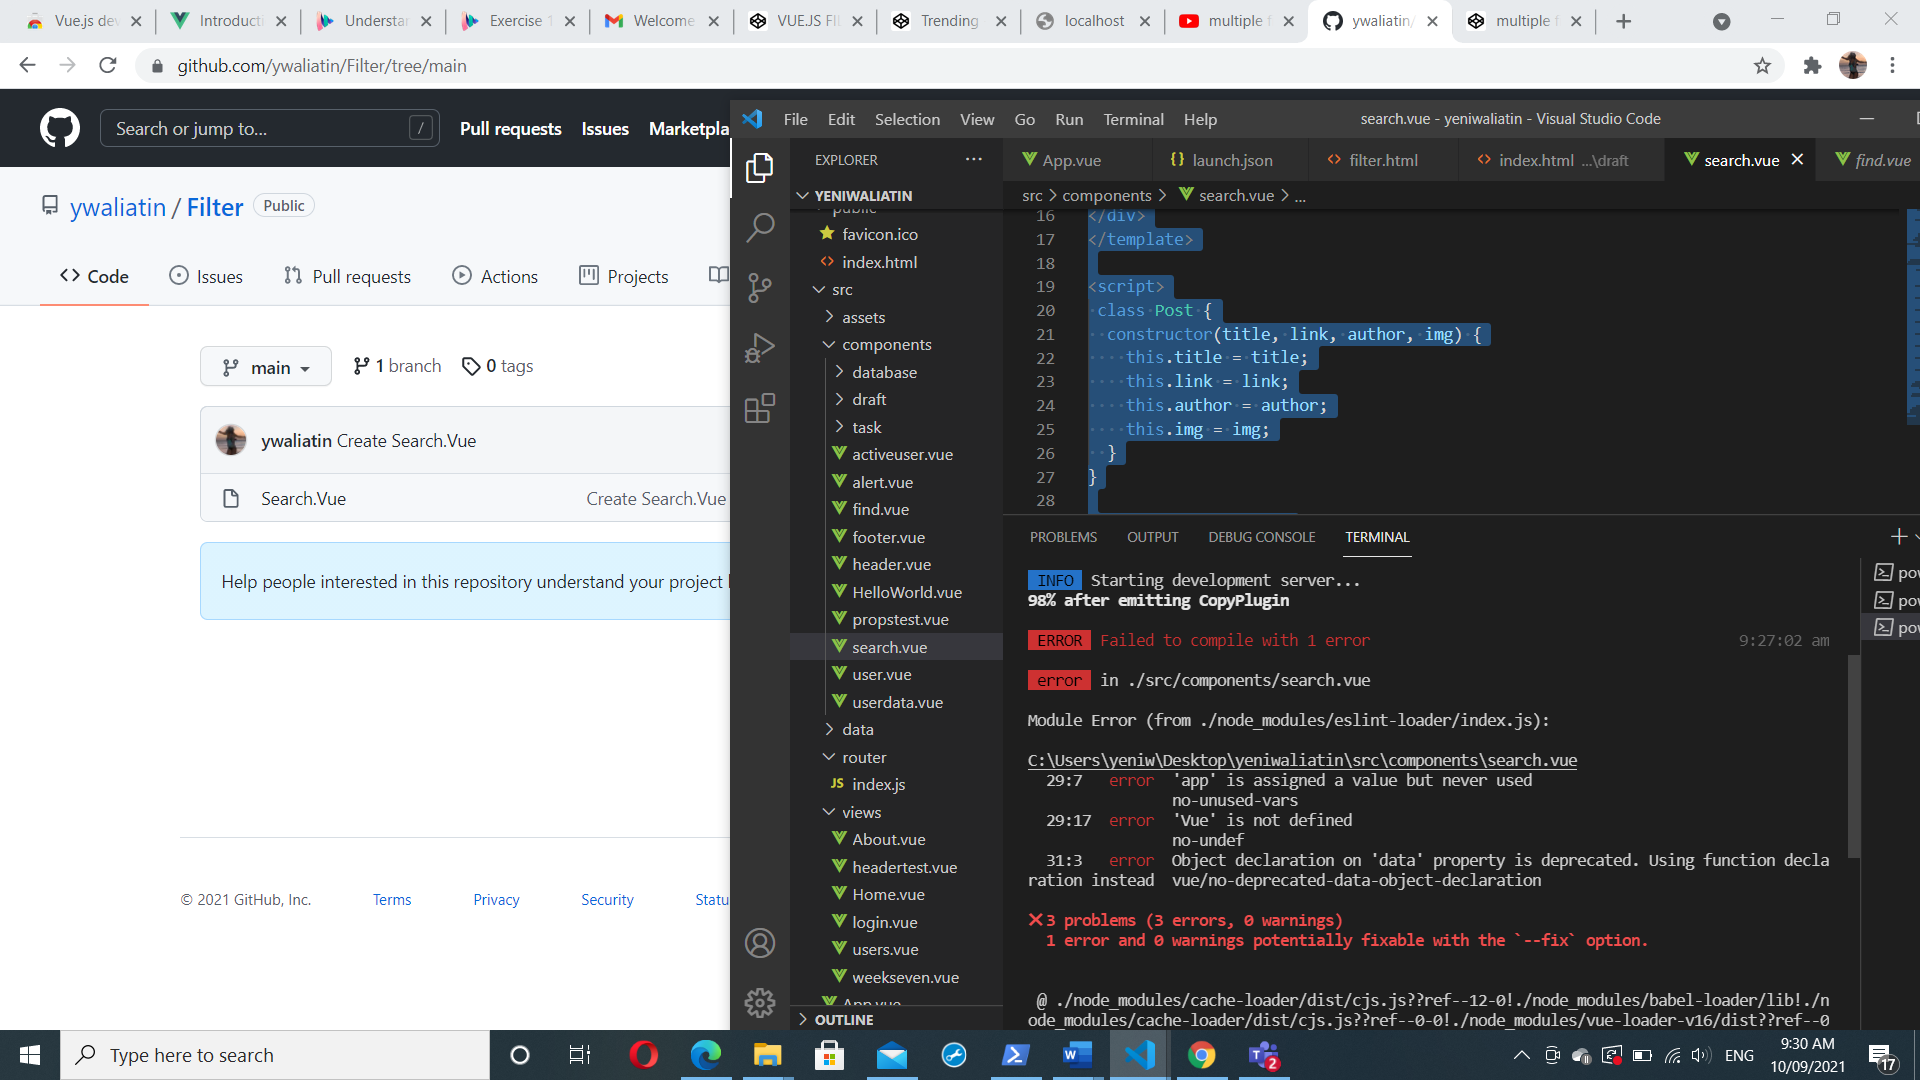 Vue.js dev
Introducti
Understar
Exercise 1
Welcome
VUEJS FII
Trending
localhost
multiple f
ywaliatin/
multiple f
github.com/ywaliatin/Filter/tree/main
Search or jump to...
/
Pull requests
Issues
Marketpla
ywaliatin / Filter
Public
Code
Issues
Pull requests
Actions
Projects
main
1 branch
0 tags
ywaliatin Create Search.Vue
Search.Vue
Create Search.Vue
Help people interested in this repository understand your project
© 2021 GitHub, Inc.
Terms
Privacy
Security
Statu
File
Edit
Selection
View
Go
Run
Terminal
Help
search.vue - yeniwaliatin - Visual Studio Code
EXPLORER
YENIWALIATIN
public
favicon.ico
index.html
src
assets
components
database
draft
task
activeuser.vue
alert.vue
find.vue
footer.vue
header.vue
HelloWorld.vue
propstest.vue
search.vue
user.vue
userdata.vue
data
router
JS index.js
views
About.vue
headertest.vue
Home.vue
login.vue
users.vue
weekseven.vue
App.vue
OUTLINE
App.vue
{} launch.json
<> filter.html
<> index.html ...\draft
search.vue
find.vue
src > components > search.vue > ...
16 </div>
17 </template>
18
19 <script>
20 class Post {
21 constructor(title, link, author, img) {
22 this.title = title;
23 this.link = link;
24 this.author = author;
25 this.img = img;
26 }
27 }
28
PROBLEMS
OUTPUT
DEBUG CONSOLE
TERMINAL
INFO Starting development server...
98% after emitting CopyPlugin
ERROR Failed to compile with 1 error
9:27:02 am
error in ./src/components/search.vue
Module Error (from ./node_modules/eslint-loader/index.js):
C:\Users\yeniw\Desktop\yeniwaliatin\src\components\search.vue
29:7 error 'app' is assigned a value but never used
no-unused-vars
29:17 error 'Vue' is not defined
no-undef
31:3 error Object declaration on 'data' property is deprecated. Using function decla
ration instead vue/no-deprecated-data-object-declaration
3 problems (3 errors, 0 warnings)
1 error and 0 warnings potentially fixable with the `--fix` option.
@ ./node_modules/cache-loader/dist/cjs.js??ref--12-0!./node_modules/babel-loader/lib!./n
ode_modules/cache-loader/dist/cjs.js??ref--0-0!./node_modules/vue-loader-v16/dist??ref--0
pov
pov
pov
Type here to search
2
ENG
9:30 AM
10/09/2021
17